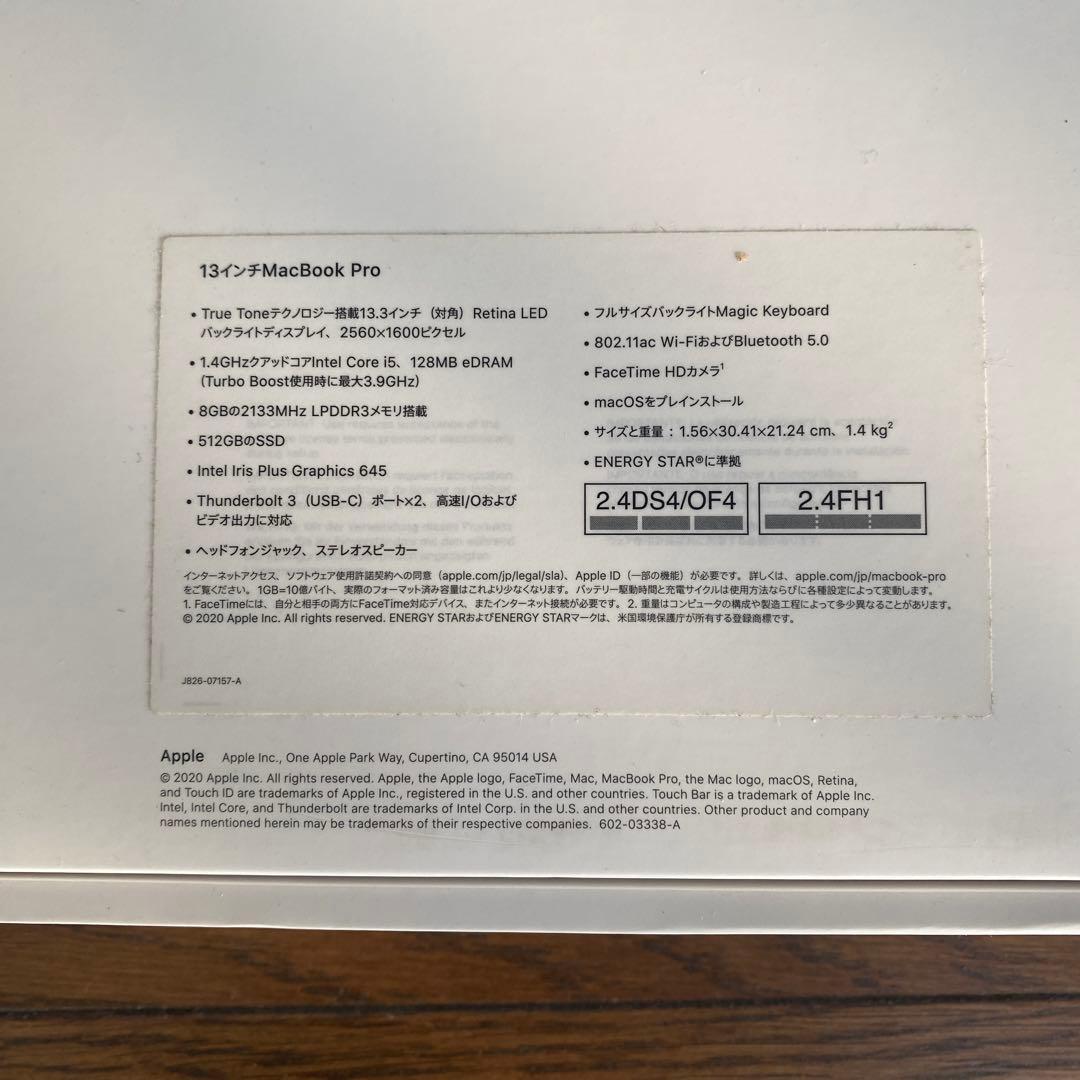 13インチMacBook Pro
• True Toneテクノロジー搭載13.3インチ（対角）Retina LED
バックライトディスプレイ、2560×1600ピクセル
• 1.4GHzクアッドコアIntel Core i5、128MB eDRAM
（Turbo Boost使用時に最大3.9GHz）
• 8GBの2133MHz LPDDR3メモリ搭載
• 512GBのSSD
• Intel Iris Plus Graphics 645
• Thunderbolt 3（USB-C）ポート×2、高速I/Oおよび
ビデオ出力に対応
• ヘッドフォンジャック、ステレオスピーカー
• フルサイズバックライトMagic Keyboard
• 802.11ac Wi-FiおよびBluetooth 5.0
• FaceTime HDカメラ¹
• macOSをプレインストール
• サイズと重量：1.56×30.41×21.24 cm、1.4 kg²
• ENERGY STAR®に準拠
2.4DS4/OF4 2.4FH1
インターネットアクセス、ソフトウェア使用許諾契約への同意（apple.com/jp/legal/sla）、Apple ID（一部の機能）が必要です。詳しくは、apple.com/jp/macbook-pro
をご覧ください。1GB=10億バイト、実際のフォーマット済み容量はこれより少なくなります。バッテリー駆動時間と充電サイクルは使用方法ならびに各種設定によって変動します。
1. FaceTimeには、自分と相手の両方にFaceTime対応デバイス、またインターネット接続が必要です。2. 重量はコンピュータの構成や製造工程によって多少異なることがあります。
© 2020 Apple Inc. All rights reserved. ENERGY STARおよびENERGY STARマークは、米国環境保護庁が所有する登録商標です。
J826-07157-A
Apple Apple Inc., One Apple Park Way, Cupertino, CA 95014 USA
© 2020 Apple Inc. All rights reserved. Apple, the Apple logo, FaceTime, Mac, MacBook Pro, the Mac logo, macOS, Retina,
and Touch ID are trademarks of Apple Inc., registered in the U.S. and other countries. Touch Bar is a trademark of Apple Inc.
Intel, Intel Core, and Thunderbolt are trademarks of Intel Corp. in the U.S. and other countries. Other product and company
names mentioned herein may be trademarks of their respective companies. 602-03338-A